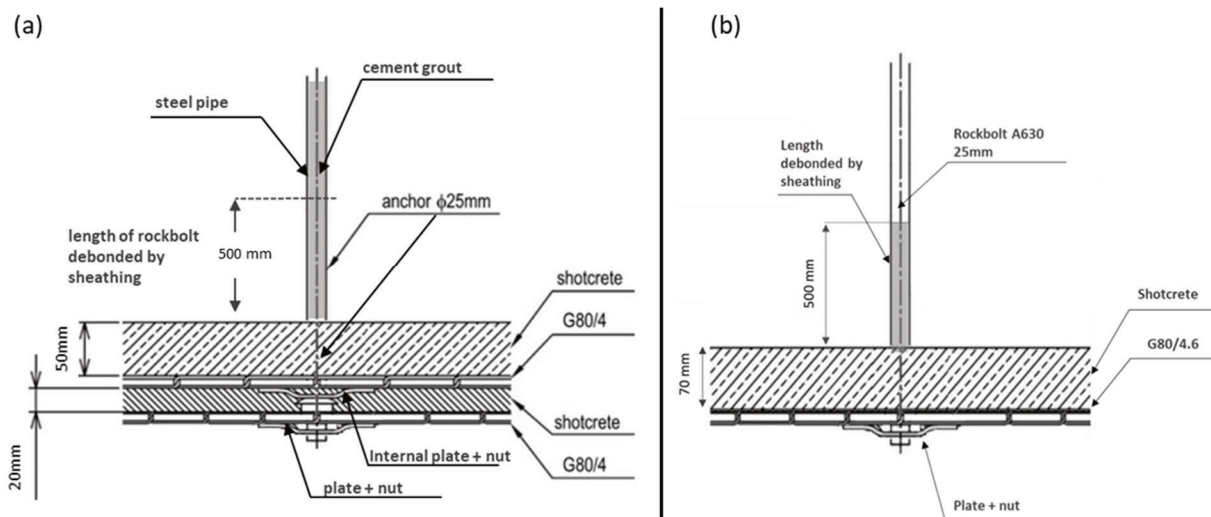 (a)
cement grout
steel pipe
anchor ϕ25mm
length of rockbolt
debonded by
sheathing
500 mm
shotcrete
G80/4
50mm
shotcrete
20mm
Internal plate + nut
G80/4
plate + nut
(b)
Rockbolt A630
25mm
Length
debonded by
sheathing
500 mm
Shotcrete
G80/4.6
70 mm
Plate + nut